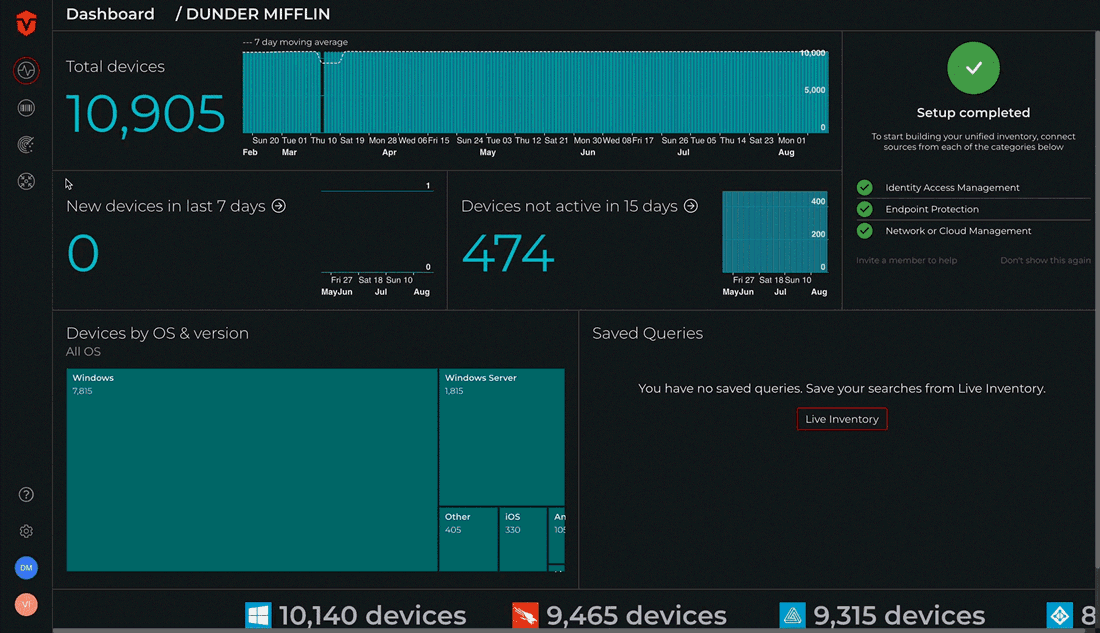 Dashboard / DUNDER MIFFLIN
--- 7 day moving average
Total devices
10,905
10,000
5,000
0
Sun 20 Tue 01 Thu 10 Sat 19 Mon 28 Wed 06 Fri 15 Sun 24 Tue 03 Thu 12 Sat 21 Mon 30 Wed 08 Fri 17 Sun 26 Tue 05 Thu 14 Sat 23 Mon 01
Feb Mar Apr May Jun Jul Aug
Setup completed
To start building your unified inventory, connect
sources from each of the categories below
Identity Access Management
Endpoint Protection
Network or Cloud Management
Invite a member to help Don't show this again
New devices in last 7 days
0
1
0
Fri 27 Sat 18 Sun 10
May Jun Jul Aug
Devices not active in 15 days
474
400
200
0
Fri 27 Sat 18 Sun 10
May Jun Jul Aug
Devices by OS & version
All OS
Windows
7,815
Windows Server
1,815
Other
405
iOS
330
An
105
Saved Queries
You have no saved queries. Save your searches from Live Inventory.
Live Inventory
?
DM
VI
10,140 devices 9,465 devices 9,315 devices 8